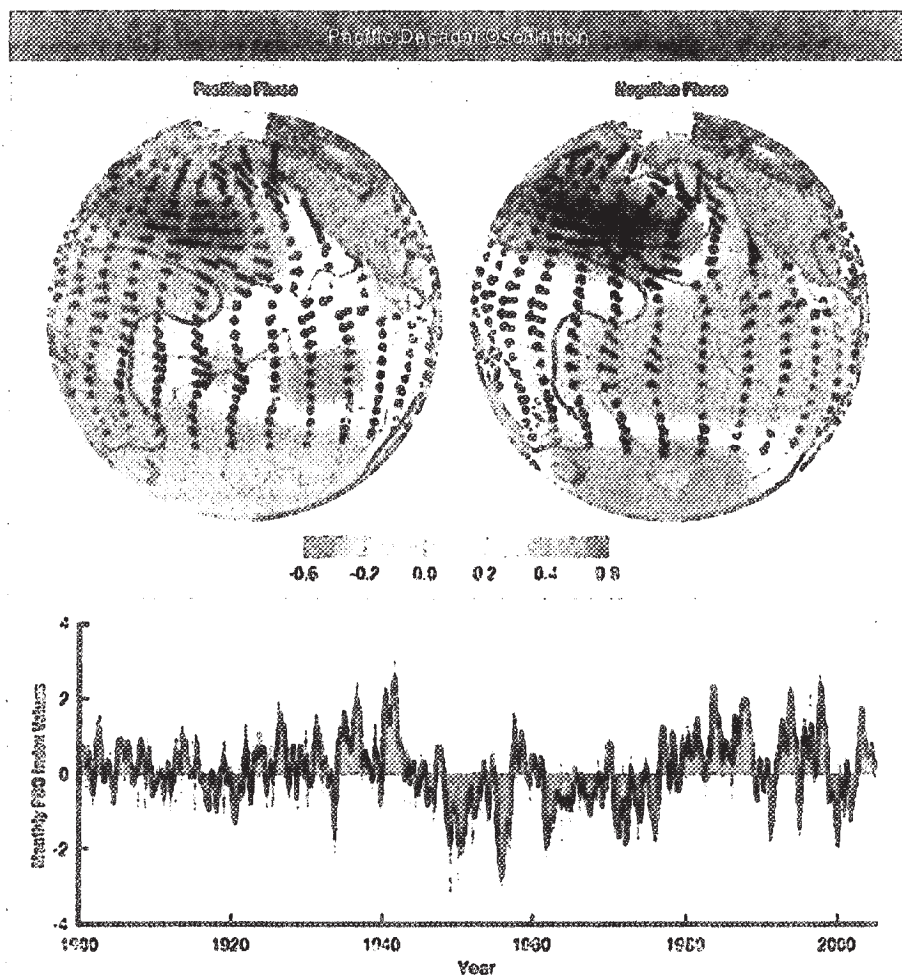 Pacific Decadal Oscillation
Positive Phase
Negative Phase
-0.6 -0.2 0.0 0.2 0.4 0.8
Monthly PDO Index Values
4
2
0
-2
-4
1900 1920 1940 1960 1980 2000
Year